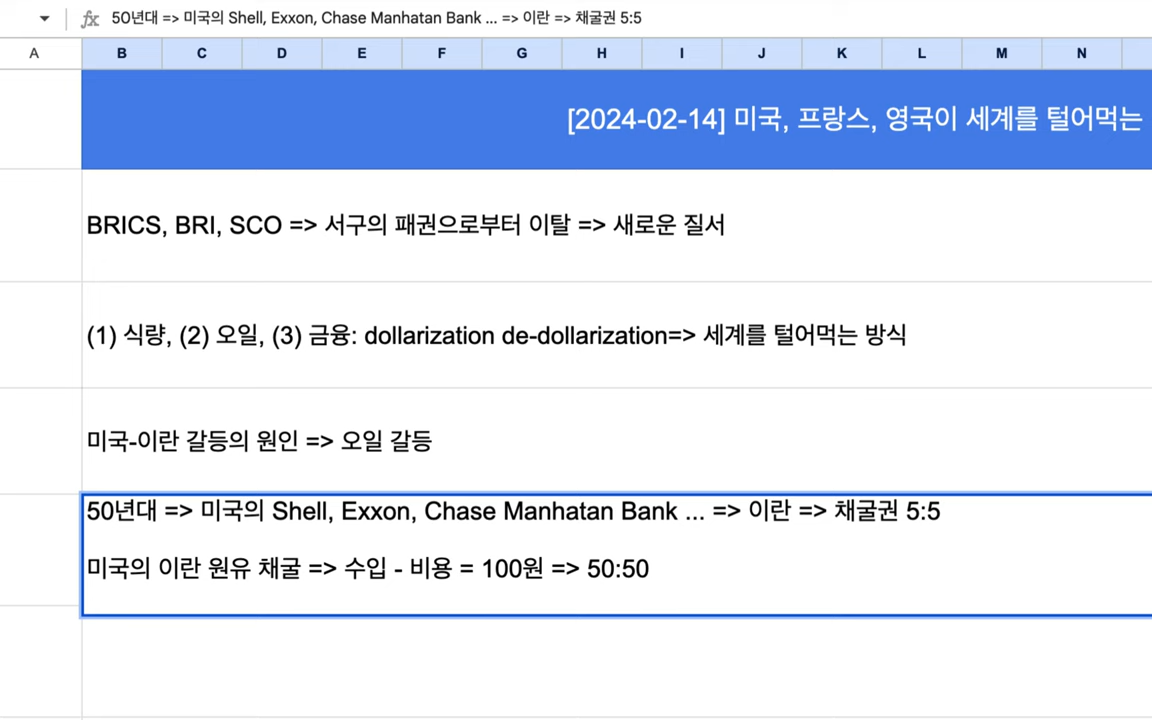 fx 50년대 => 미국의 Shell, Exxon, Chase Manhatan Bank ... => 이란 => 채굴권 5:5
A B C D E F G H I J K L M N
[2024-02-14] 미국, 프랑스, 영국이 세계를 털어먹는
BRICS, BRI, SCO => 서구의 패권으로부터 이탈 => 새로운 질서
(1) 식량, (2) 오일, (3) 금융: dollarization de-dollarization=> 세계를 털어먹는 방식
미국-이란 갈등의 원인 => 오일 갈등
50년대 => 미국의 Shell, Exxon, Chase Manhatan Bank ... => 이란 => 채굴권 5:5
미국의 이란 원유 채굴 => 수입 - 비용 = 100원 => 50:50